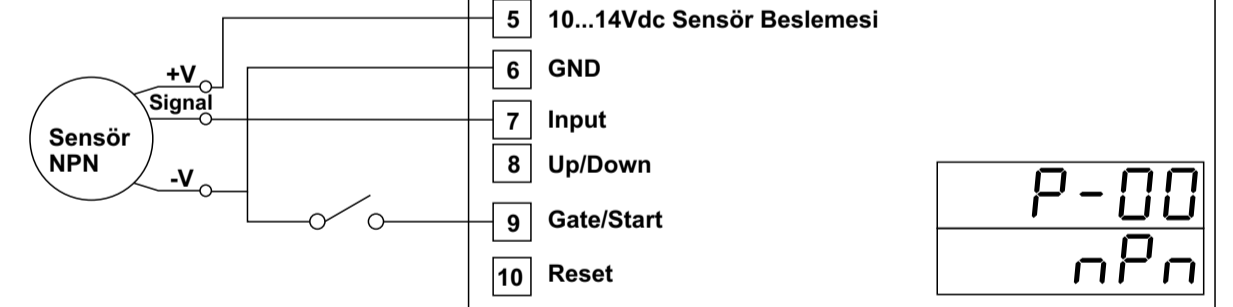 5 10...14Vdc Sensör Beslemesi
+V
6 GND
Signal
7 Input
Sensör
NPN
8 Up/Down
-V
9 Gate/Start
10 Reset
P-00
nPn